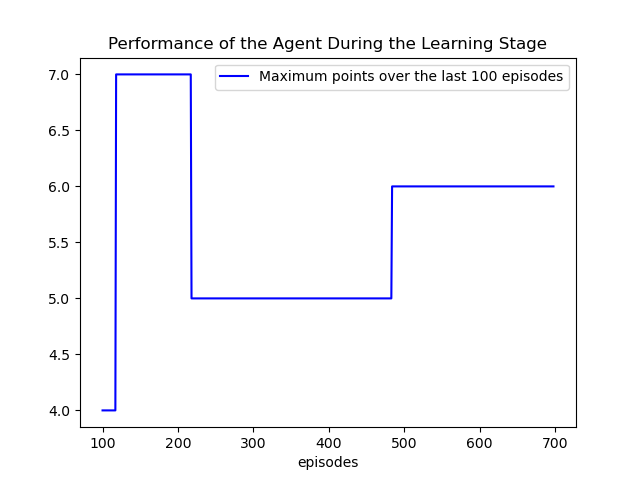 Performance of the Agent During the Learning Stage
Maximum points over the last 100 episodes
7.0
6.5
6.0
5.5
5.0
4.5
4.0
100 200 300 400 500 600 700
episodes